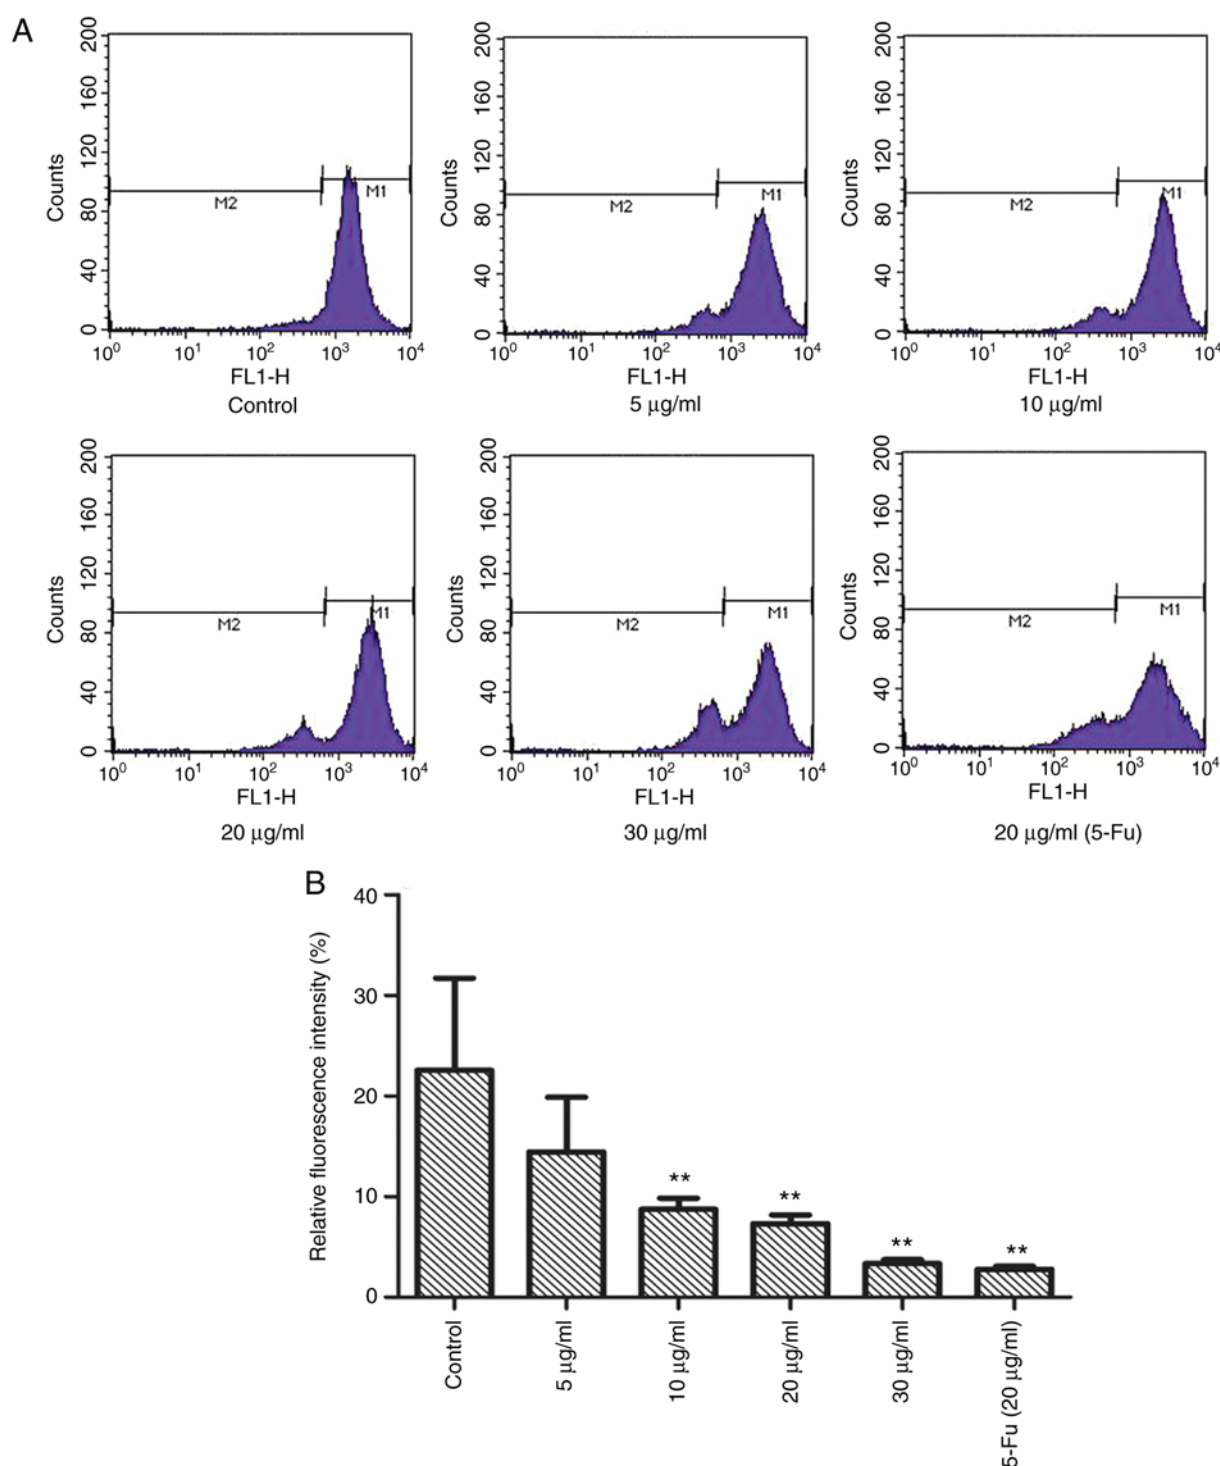 A
200
160
120
80
40
0
Counts
M2
M1
10⁰ 10¹ 10² 10³ 10⁴
FL1-H
Control
200
160
120
80
40
0
Counts
M2
M1
10⁰ 10¹ 10² 10³ 10⁴
FL1-H
5 µg/ml
200
160
120
80
40
0
Counts
M2
M1
10⁰ 10¹ 10² 10³ 10⁴
FL1-H
10 µg/ml
200
160
120
80
40
0
Counts
M2
M1
10⁰ 10¹ 10² 10³ 10⁴
FL1-H
20 µg/ml
200
160
120
80
40
0
Counts
M2
M1
10⁰ 10¹ 10² 10³ 10⁴
FL1-H
30 µg/ml
200
160
120
80
40
0
Counts
M2
M1
10⁰ 10¹ 10² 10³ 10⁴
FL1-H
20 µg/ml (5-Fu)
B
Relative fluorescence intensity (%)
40
30
20
10
0
**
**
**
**
Control
5 µg/ml
10 µg/ml
20 µg/ml
30 µg/ml
5-Fu (20 µg/ml)